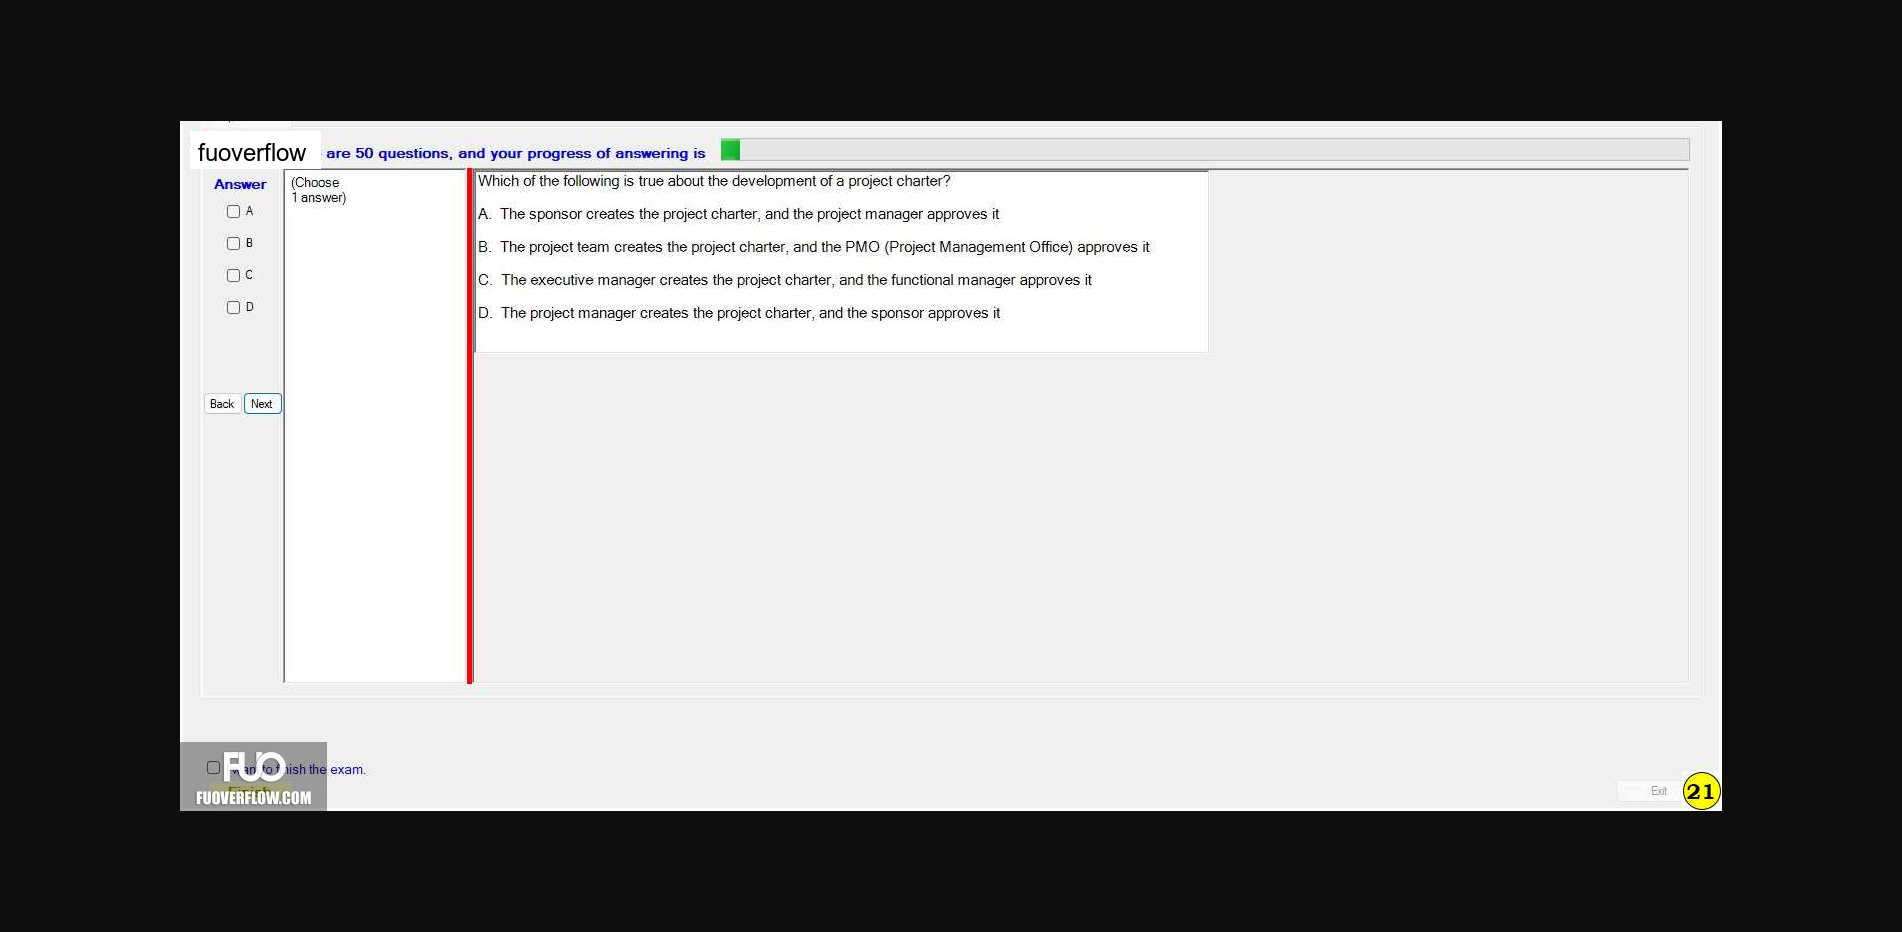 fuoverflow are 50 questions, and your progress of answering is
Answer
(Choose
1 answer)
A
B
C
D
Back Next
Which of the following is true about the development of a project charter?
A. The sponsor creates the project charter, and the project manager approves it
B. The project team creates the project charter, and the PMO (Project Management Office) approves it
C. The executive manager creates the project charter, and the functional manager approves it
D. The project manager creates the project charter, and the sponsor approves it
FUO
want to finish the exam.
Finish
FUOVERFLOW.COM
Exit
21